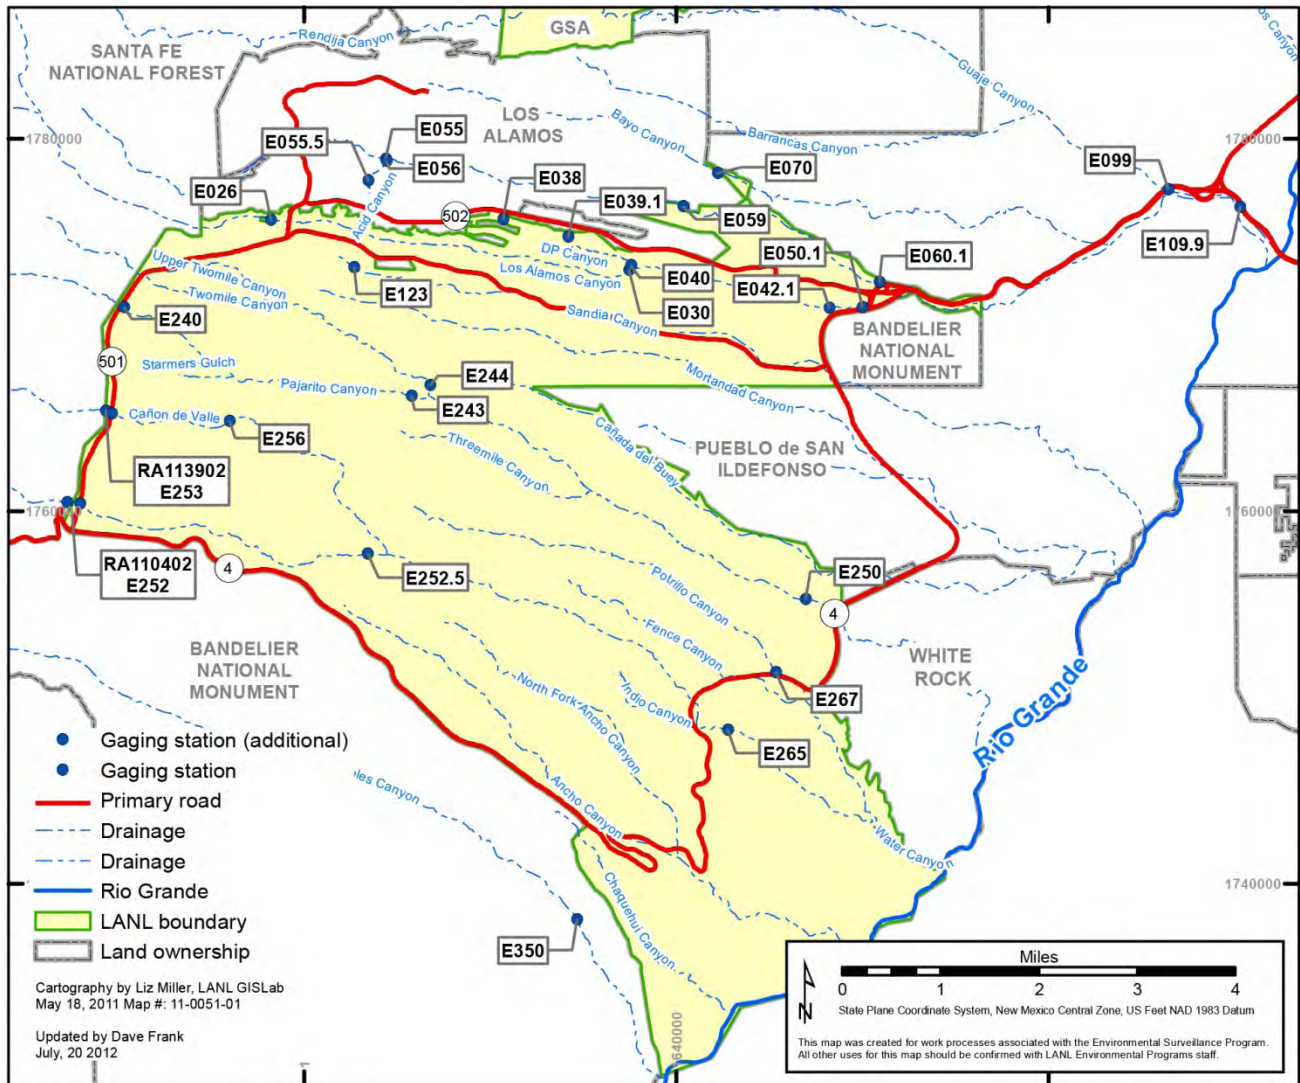 GSA
Rendija Canyon
SANTA FE
NATIONAL FOREST
Guaje Canyon
os Canyon
LOS
ALAMOS
1780000
1780000
Bayo Canyon
Barrancas Canyon
E055
E055.5
E056
E070
E099
E026
E038
E039.1
Acid Canyon
502
E059
E050.1
E060.1
E109.9
DP Canyon
Los Alamos Canyon
Upper Twomile Canyon
Twomile Canyon
E123
E040
E042.1
E030
E240
Sandia Canyon
BANDELIER
NATIONAL
MONUMENT
501
Starmers Gulch
Pajarito Canyon
E244
E243
Mortandad Canyon
Cañon de Valle
E256
Threemile Canyon
Cañada del Buey
PUEBLO de SAN
ILDEFONSO
RA113902
E253
1760000
1760000
RA110402
E252
4
E252.5
E250
4
Potrillo Canyon
Fence Canyon
BANDELIER
NATIONAL
MONUMENT
WHITE
ROCK
North Fork Ancho Canyon
Indio Canyon
E267
E265
Rio Grande
Gaging station (additional)
Gaging station
Primary road
Drainage
Drainage
Rio Grande
LANL boundary
Land ownership
les Canyon
Ancho Canyon
Water Canyon
Chaquehui Canyon
1740000
1
E350
640000
Cartography by Liz Miller, LANL GISLab
May 18, 2011 Map #: 11-0051-01
Updated by Dave Frank
July, 20 2012
Miles
N
0 1 2 3 4
State Plane Coordinate System, New Mexico Central Zone, US Feet NAD 1983 Datum
This map was created for work processes associated with the Environmental Surveillance Program.
All other uses for this map should be confirmed with LANL Environmental Programs staff.